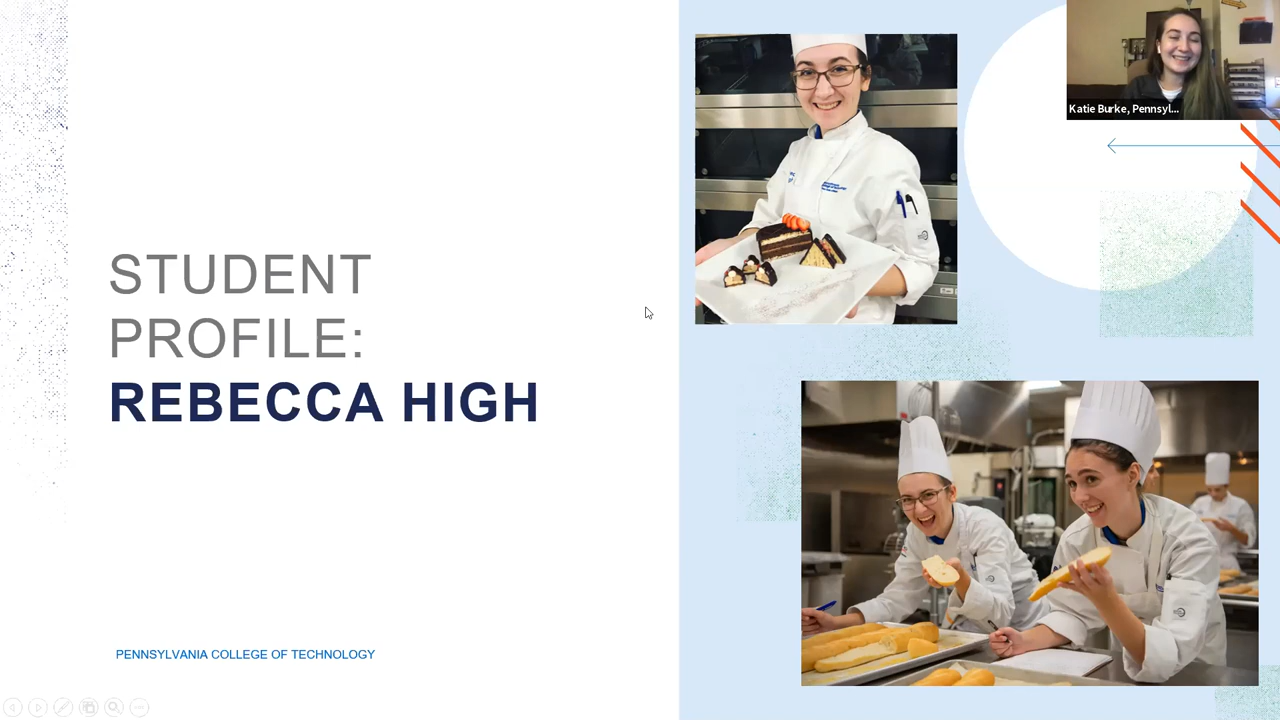 STUDENT
PROFILE:
REBECCA HIGH
PENNSYLVANIA COLLEGE OF TECHNOLOGY
Katie Burke, Pennsyl...